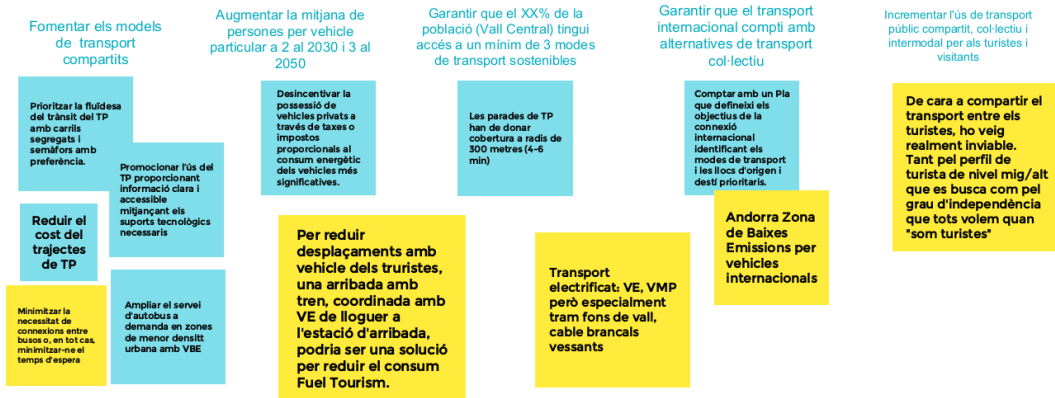 Fomentar els models
de transport
compartits
Prioritzar la fluïdesa
del trànsit del TP
amb carrils
segregats i
semàfors amb
preferència.
Promocionar l'ús del
TP proporcionant
informació clara i
accessible
mitjançant els
suports tecnològics
necessaris
Reduir el
cost del
trajectes
de TP
Minimitzar la
necessitat de
connexions entre
busos o, en tot cas,
minimitzar-ne el
temps d'espera
Ampliar el servei
d'autobus a
demanda en zones
de menor densitt
urbana amb VBE
Augmentar la mitjana de
persones per vehicle
particular a 2 al 2030 i 3 al
2050
Desincentivar la
possessió de
vehicles privats a
través de taxes o
impostos
proporcionals al
consum energètic
dels vehicles més
significatives.
Per reduir
desplaçaments amb
vehicle dels truristes,
una arribada amb
tren, coordinada amb
VE de lloguer a
l'estació d'arribada,
podria ser una solució
per reduir el consum
Fuel Tourism.
Garantir que el XX% de la
població (Vall Central) tingui
accés a un mínim de 3 modes
de transport sostenibles
Les parades de TP
han de donar
cobertura a radis de
300 metres (4-6
min)
Transport
electrificat: VE, VMP
però especialment
tram fons de vall,
cable brancals
vessants
Garantir que el transport
internacional compti amb
alternatives de transport
col·lectiu
Comptar amb un Pla
que defineixi els
objectius de la
connexió
internacional
identificant els
modes de transport
i les llocs d'origen i
destí prioritaris.
Andorra Zona
de Baixes
Emissions per
vehicles
internacionals
Incrementar l'ús de transport
públic compartit, col·lectiu i
intermodal per als turistes i
visitants
De cara a compartir el
transport entre els
turistes, ho veig
realment inviable.
Tant pel perfil de
turista de nivel mig/alt
que es busca com pel
grau d'independència
que tots volem quan
"som turistes"